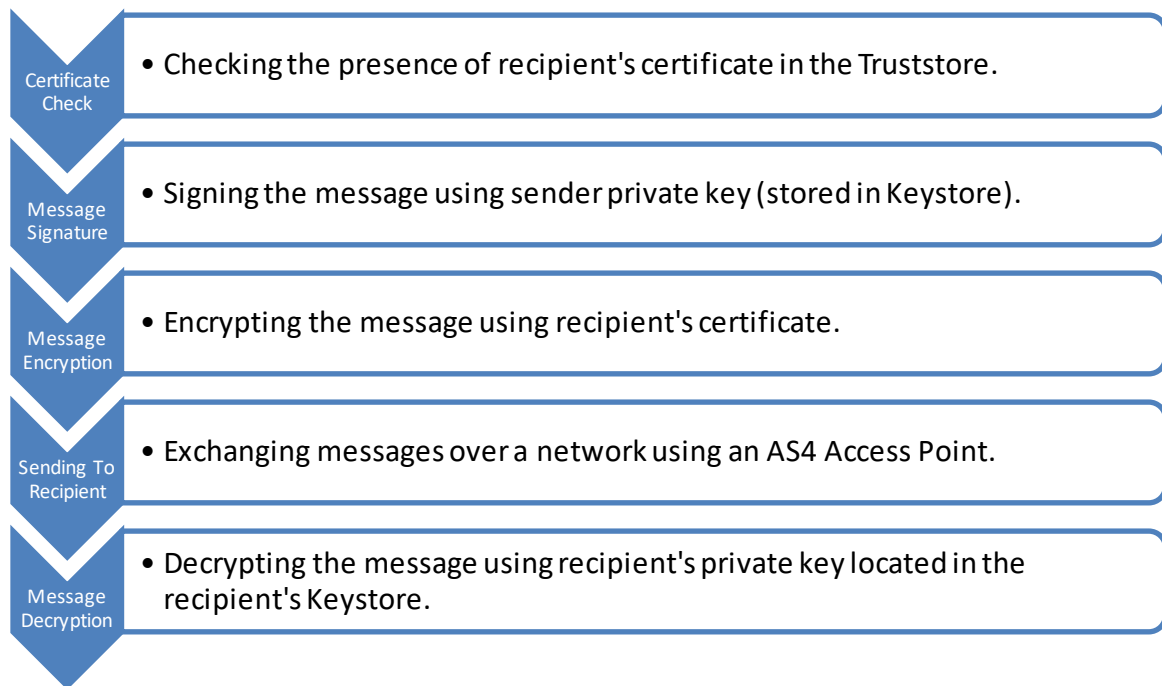 Certificate
Check
• Checking the presence of recipient's certificate in the Truststore.
Message
Signature
• Signing the message using sender private key (stored in Keystore).
Message
Encryption
• Encrypting the message using recipient's certificate.
Sending To
Recipient
• Exchanging messages over a network using an AS4 Access Point.
Message
Decryption
• Decrypting the message using recipient's private key located in the
recipient's Keystore.